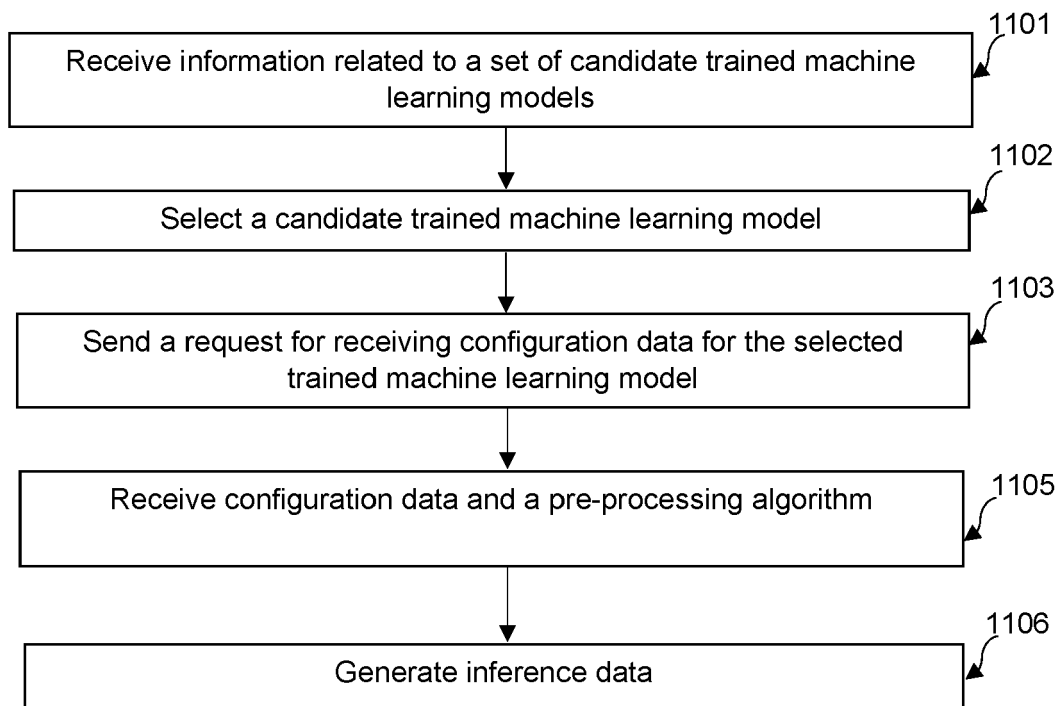 1101
Receive information related to a set of candidate trained machine
learning models
1102
Select a candidate trained machine learning model
1103
Send a request for receiving configuration data for the selected
trained machine learning model
1105
Receive configuration data and a pre-processing algorithm
1106
Generate inference data